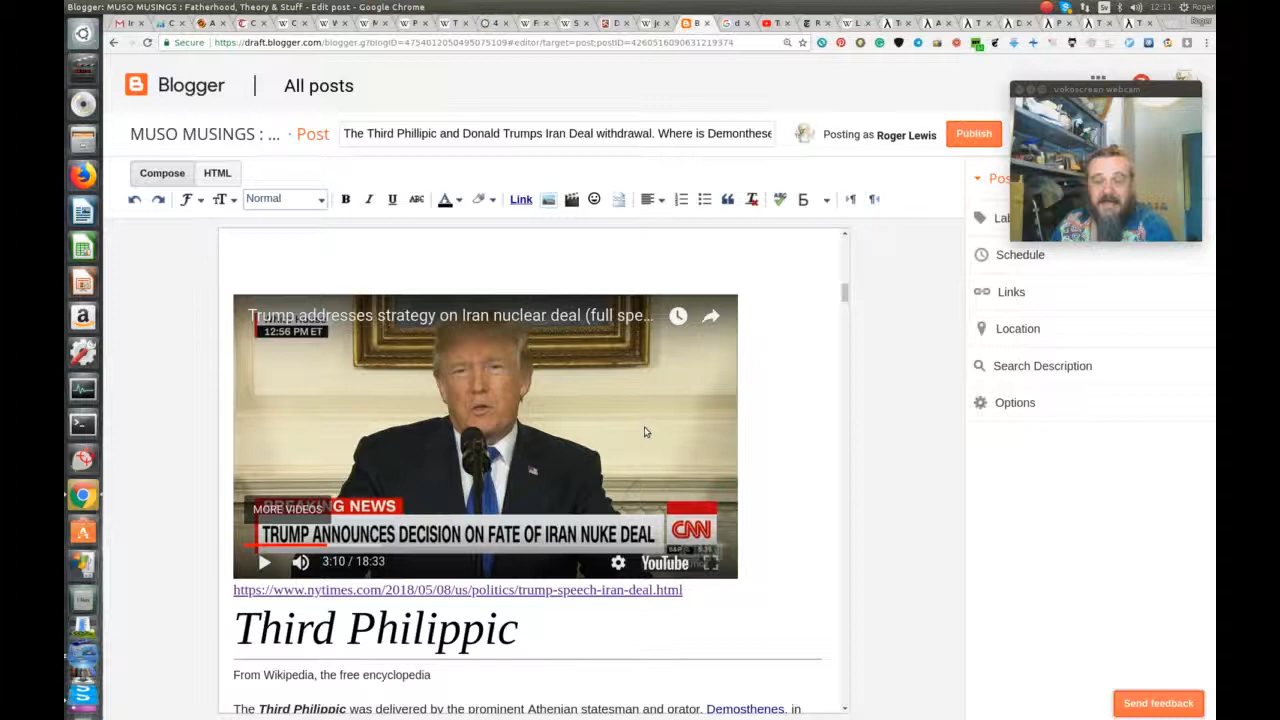 MUSO MUSINGS : Fatherhood, Theory & Stuff - Edit post - Google Chrome
12:11 Roger
Roger
Secure https://draft.blogger.com/blogger.g?blogID=4754012050495075109#editor/target=post;postID=4260516090631219374
Blogger | All posts
vokoscreen webcam
MUSO MUSINGS : ... · Post The Third Phillipic and Donald Trumps Iran Deal withdrawal. Where is Demonthese Posting as Roger Lewis Publish
Compose HTML
Normal Link
Schedule
Links
Location
Search Description
Options
Trump addresses strategy on Iran nuclear deal (full spe...
12:56 PM ET
BREAKING NEWS
MORE VIDEOS
TRUMP ANNOUNCES DECISION ON FATE OF IRAN NUKE DEAL
CNN
3:10 / 18:33 YouTube
https://www.nytimes.com/2018/05/08/us/politics/trump-speech-iran-deal.html
Third Philippic
From Wikipedia, the free encyclopedia
The Third Philippic was delivered by the prominent Athenian statesman and orator, Demosthenes, in
Send feedback